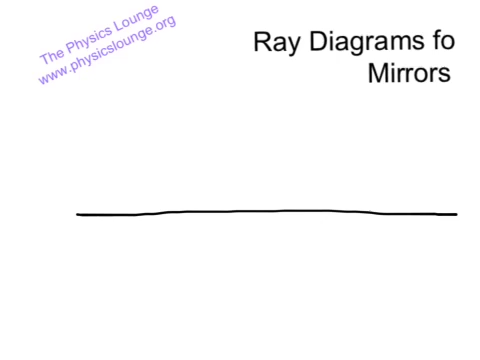 The Physics Lounge
www.physicslounge.org
Ray Diagrams fo
Mirrors